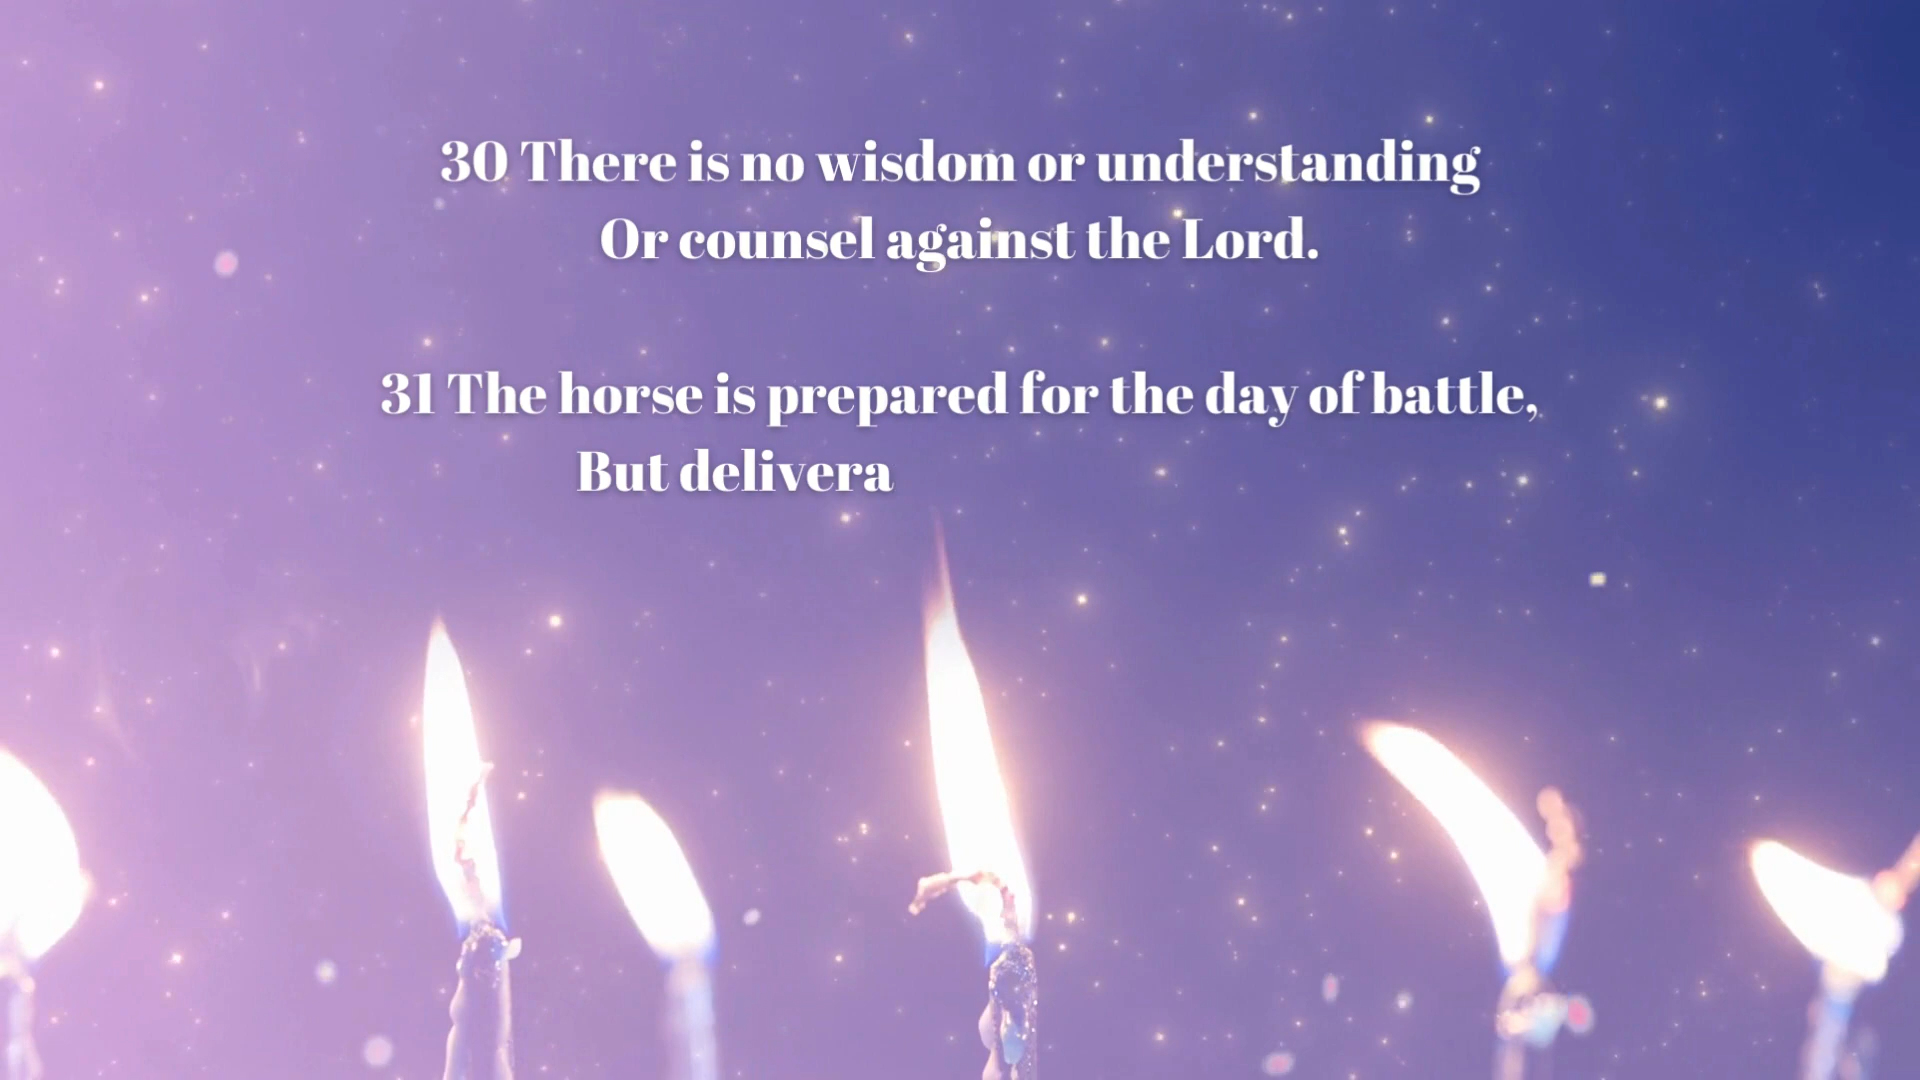 30 There is no wisdom or understanding
Or counsel against the Lord.
31 The horse is prepared for the day of battle,
But delivera